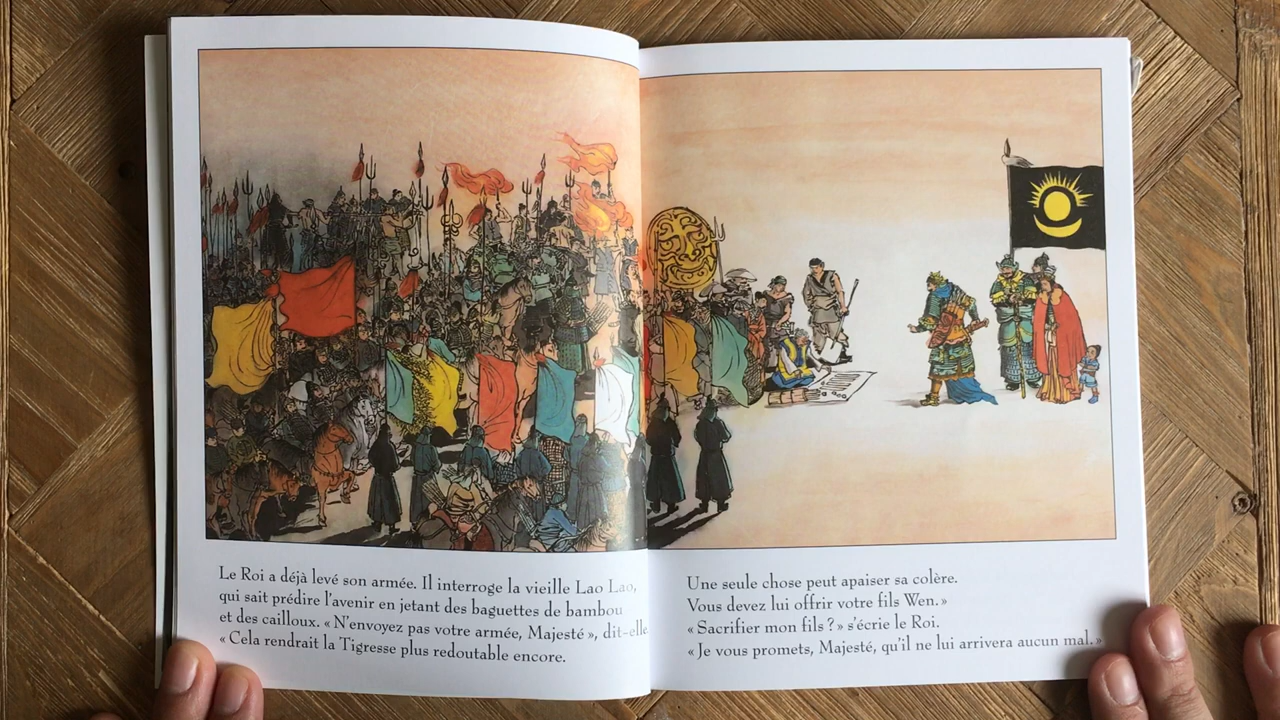 Le Roi a déjà levé son armée. Il interroge la vieille Lao Lao,
qui sait prédire l'avenir en jetant des baguettes de bambou
et des cailloux. « N'envoyez pas votre armée, Majesté », dit-elle
« Cela rendrait la Tigresse plus redoutable encore.
Une seule chose peut apaiser sa colère.
Vous devez lui offrir votre fils Wen. »
« Sacrifier mon fils ? » s'écrie le Roi.
« Je vous promets, Majesté, qu'il ne lui arrivera aucun mal. »